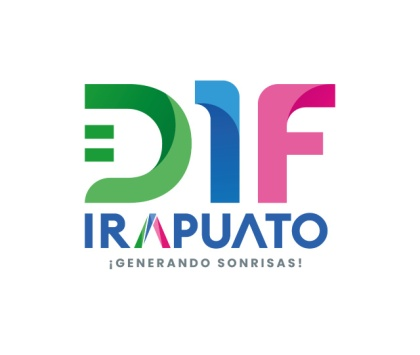 DIF
IRAPUATO
¡GENERANDO SONRISAS!